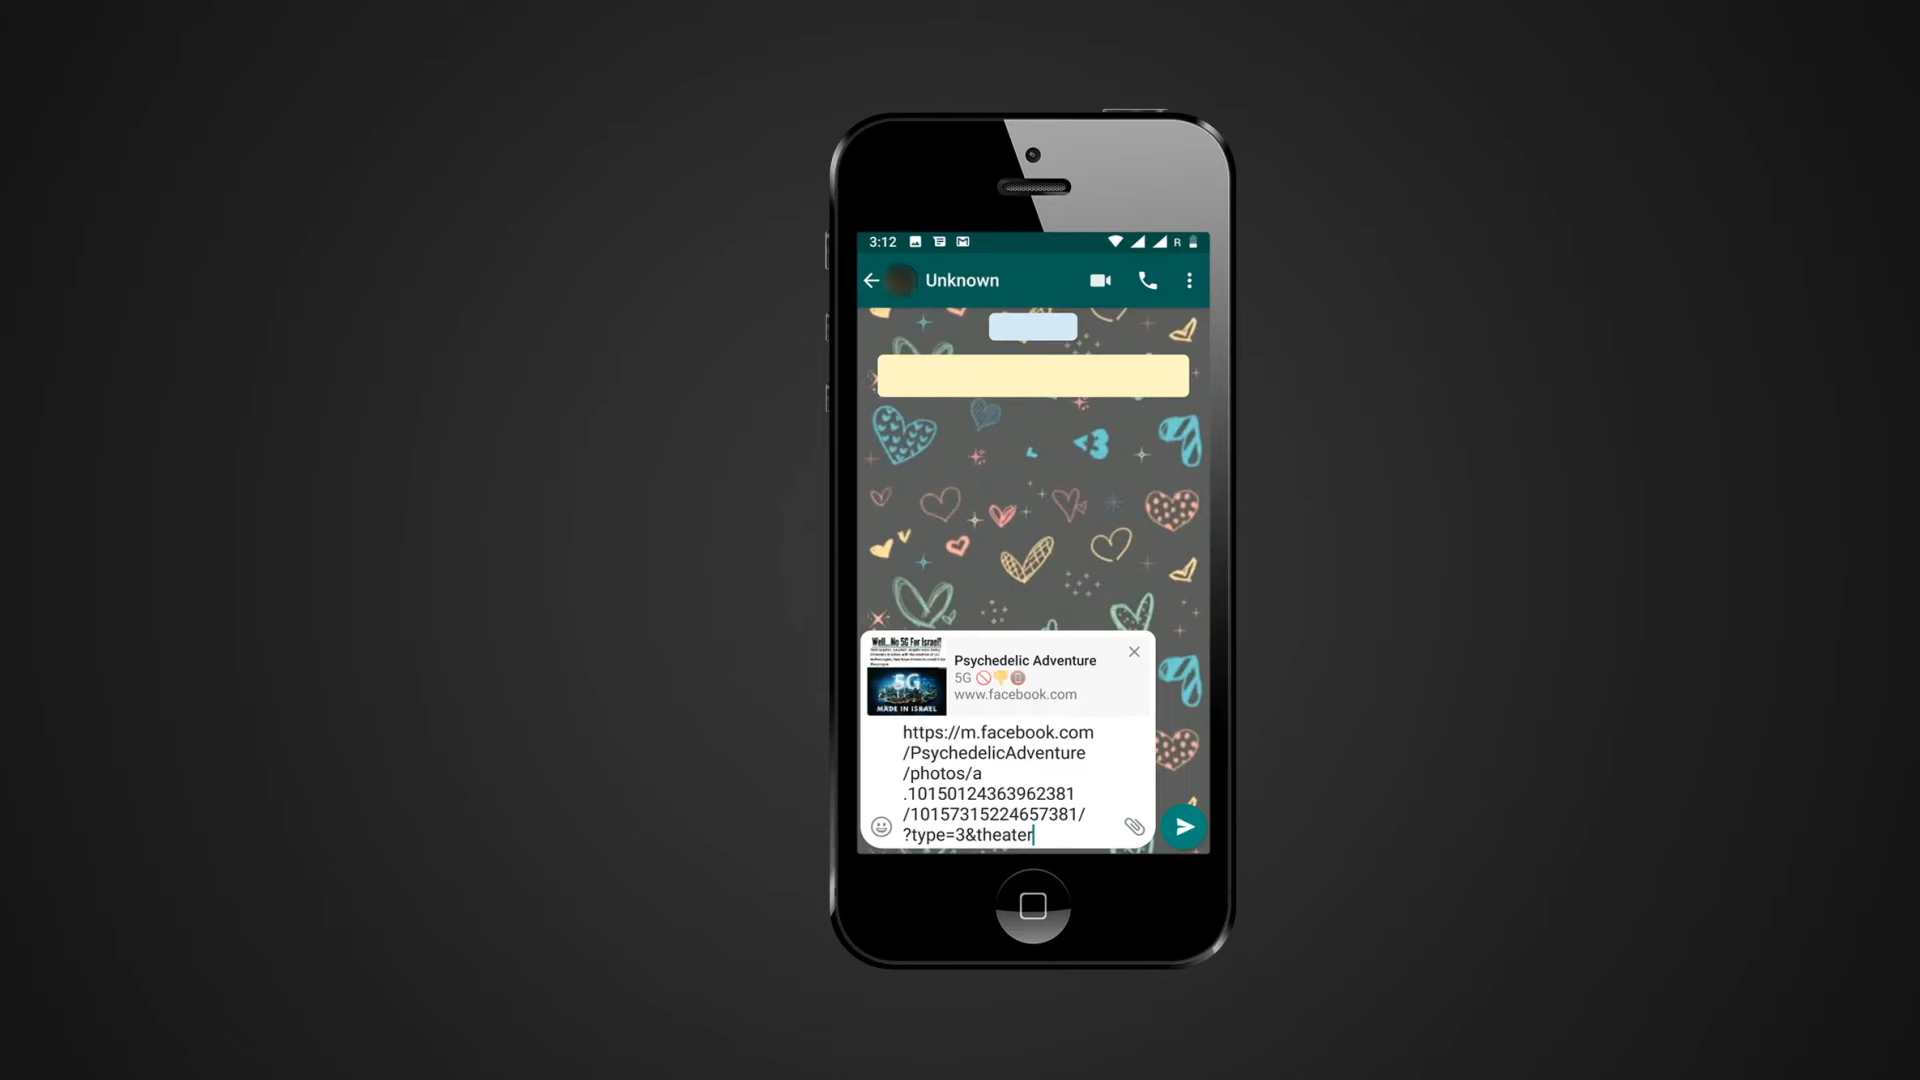 3:12
R
Unknown
<3
Well...No 5G For Israel!
5G
MADE IN ISRAEL
Psychedelic Adventure
5G 🚫👎📵
www.facebook.com
https://m.facebook.com
/PsychedelicAdventure
/photos/a
.10150124363962381
/10157315224657381/
?type=3&theater